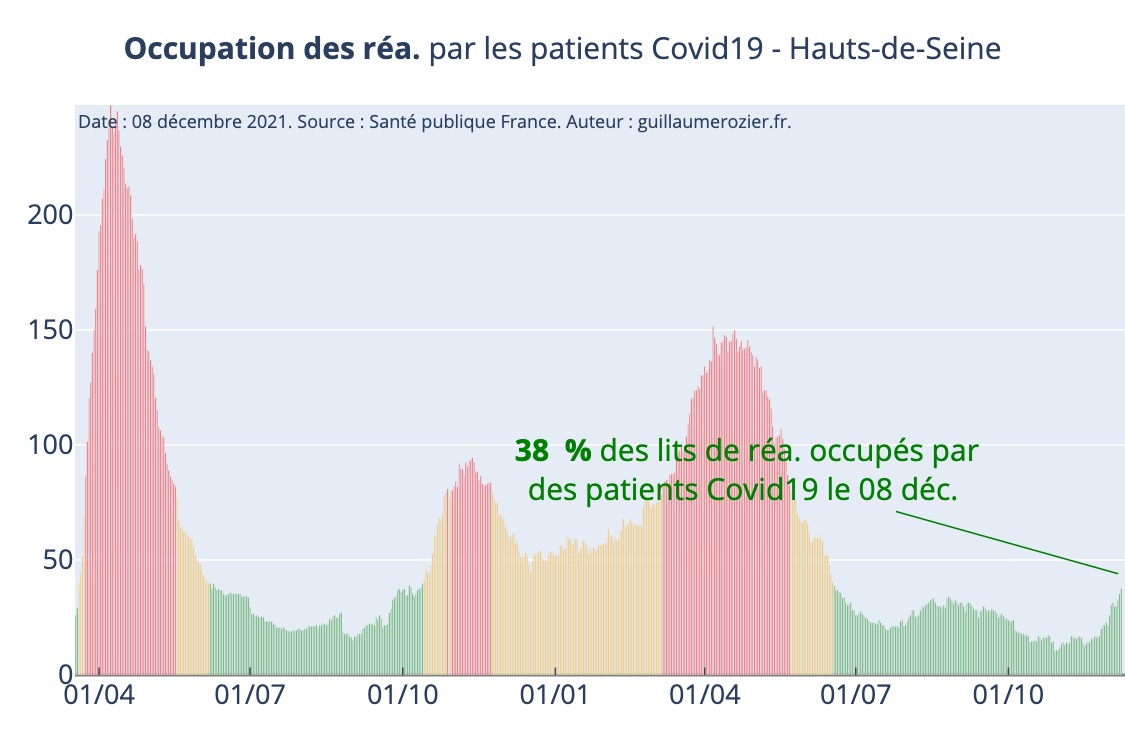 Occupation des réa. par les patients Covid19 - Hauts-de-Seine
Date : 08 décembre 2021. Source : Santé publique France. Auteur : guillaumerozier.fr.
200
150
100
38 % des lits de réa. occupés par
des patients Covid19 le 08 déc.
50
0
01/04 01/07 01/10 01/01 01/04 01/07 01/10